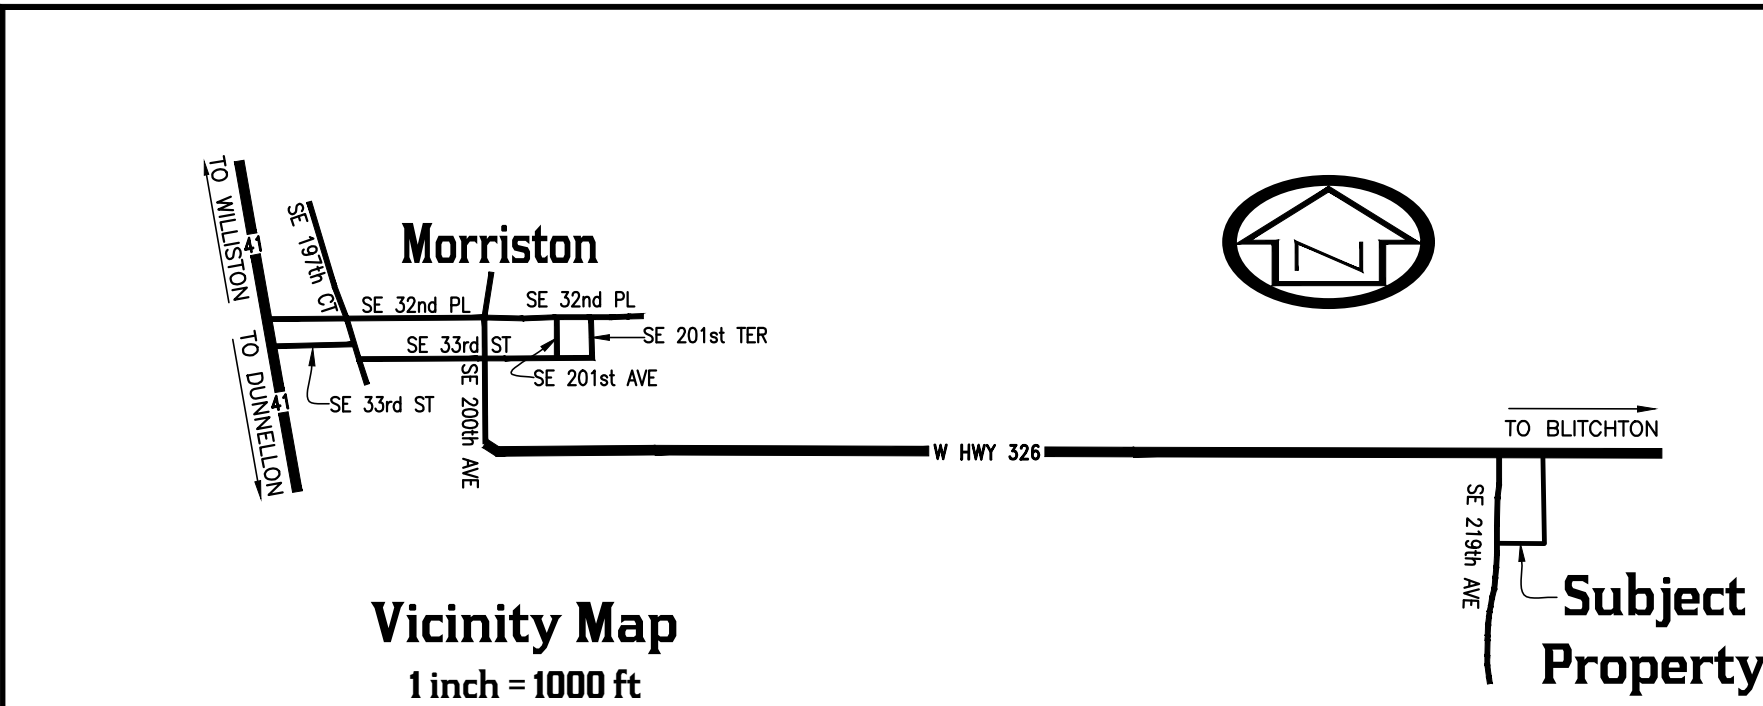 TO WILLISTON
41
SE 197th CT
Morriston
SE 32nd PL
SE 32nd PL
SE 33rd ST
SE 201st TER
SE 201st AVE
TO DUNNELLON
41
SE 33rd ST
SE 200th AVE
W HWY 326
TO BLITCHTON
SE 219th AVE
Subject
Property
Vicinity Map
1 inch = 1000 ft
N